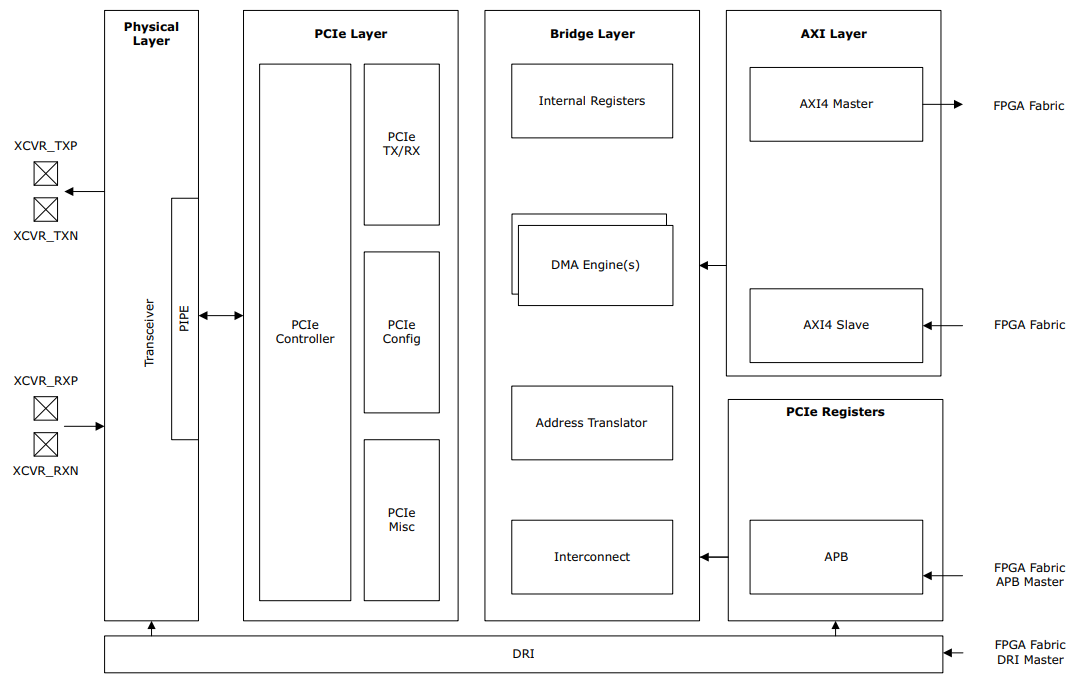 Physical
Layer
PCIe Layer
Bridge Layer
AXI Layer
XCVR_TXP
XCVR_TXN
XCVR_RXP
XCVR_RXN
Transceiver
PIPE
PCIe
Controller
PCIe
TX/RX
PCIe
Config
PCIe
Misc
Internal Registers
DMA Engine(s)
Address Translator
Interconnect
AXI4 Master
FPGA Fabric
AXI4 Slave
FPGA Fabric
PCIe Registers
APB
FPGA Fabric
APB Master
DRI
FPGA Fabric
DRI Master